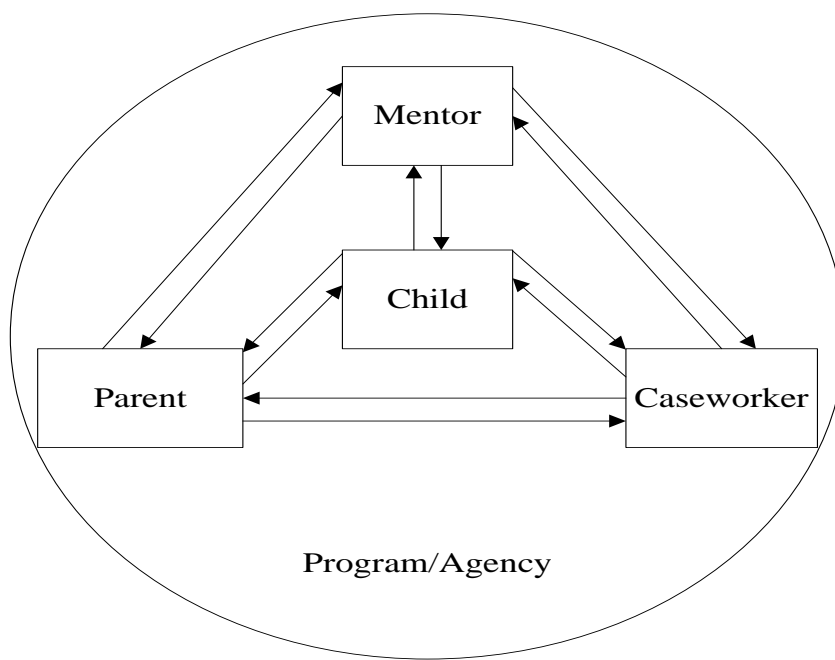 Mentor
Child
Parent
Caseworker
Program/Agency